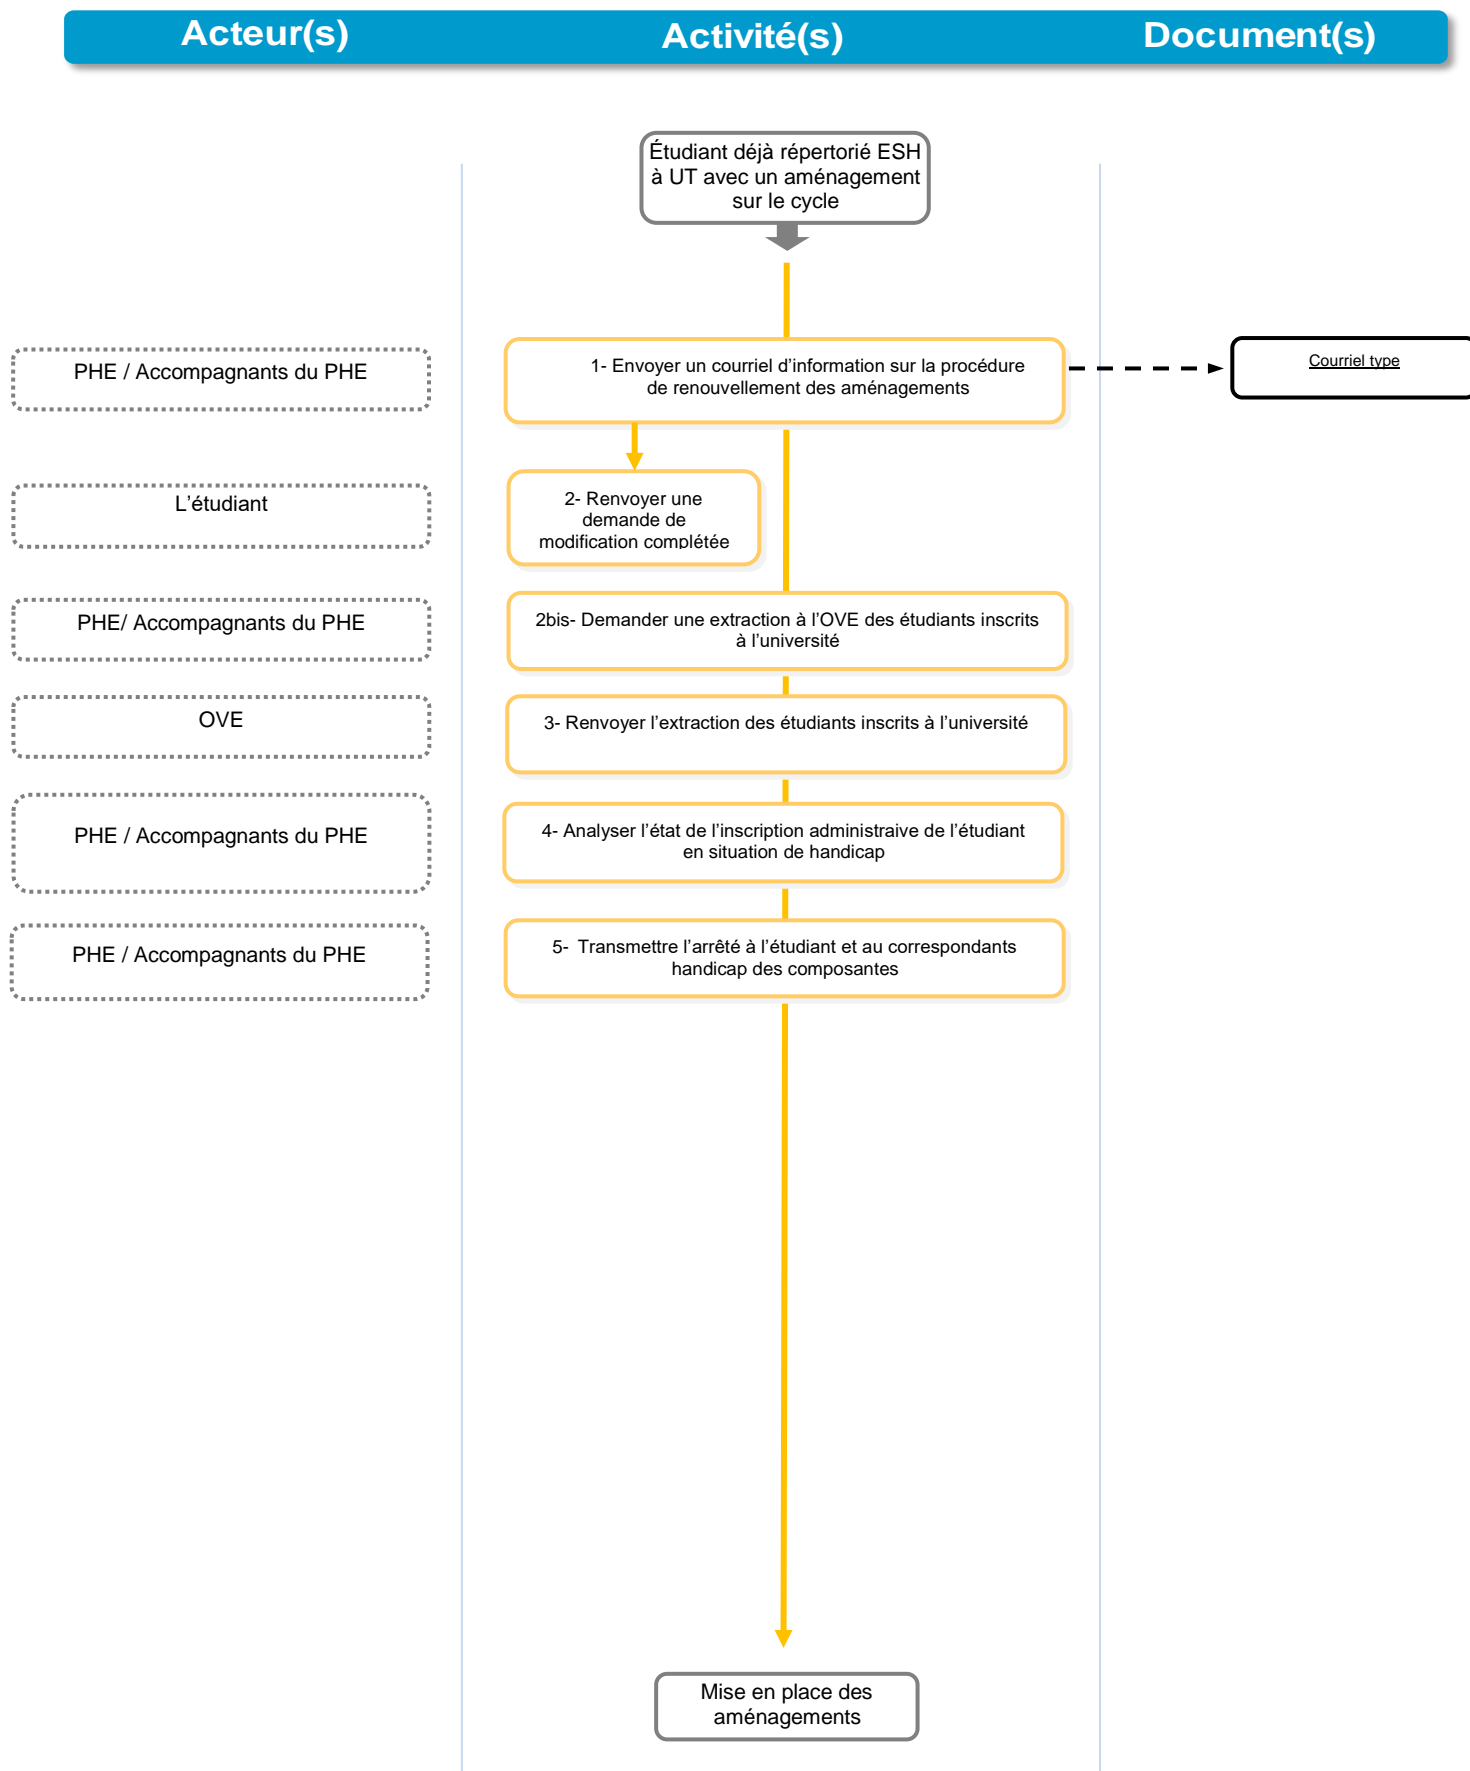 Acteur(s)
Activité(s)
Document(s)
Étudiant déjà répertorié ESH
à UT avec un aménagement
sur le cycle
PHE / Accompagnants du PHE
1- Envoyer un courriel d’information sur la procédure
de renouvellement des aménagements
Courriel type
L’étudiant
2- Renvoyer une
demande de
modification complétée
PHE/ Accompagnants du PHE
2bis- Demander une extraction à l’OVE des étudiants inscrits
à l’université
OVE
3- Renvoyer l’extraction des étudiants inscrits à l’université
PHE / Accompagnants du PHE
4- Analyser l’état de l’inscription administraive de l’étudiant
en situation de handicap
PHE / Accompagnants du PHE
5- Transmettre l’arrêté à l’étudiant et au correspondants
handicap des composantes
Mise en place des
aménagements